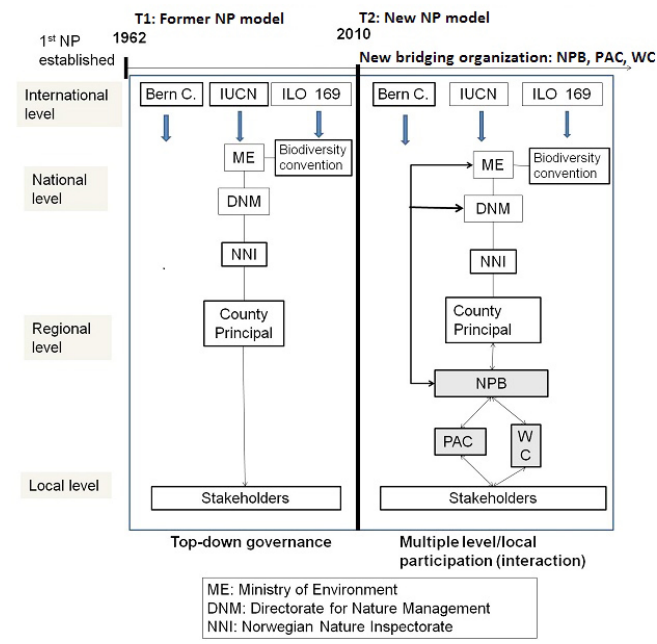 T1: Former NP model
T2: New NP model
1st NP
established
1962
2010
New bridging organization: NPB, PAC, WC
International
level
Bern C.
IUCN
ILO 169
Bern C.
IUCN
ILO 169
National
level
ME
Biodiversity
convention
DNM
NNI
ME
Biodiversity
convention
DNM
NNI
Regional
level
County
Principal
County
Principal
NPB
PAC
W
C
Local level
Stakeholders
Stakeholders
Top-down governance
Multiple level/local
participation (interaction)
ME: Ministry of Environment
DNM: Directorate for Nature Management
NNI: Norwegian Nature Inspectorate